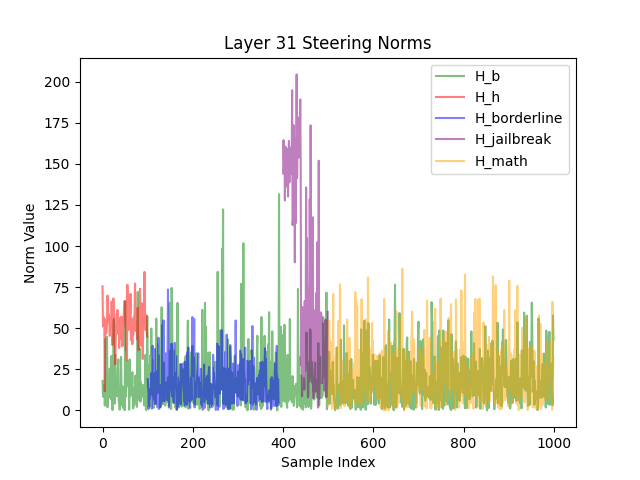 Layer 31 Steering Norms
Norm Value
200
175
150
125
100
75
50
25
0
H_b
H_h
H_borderline
H_jailbreak
H_math
0 200 400 600 800 1000
Sample Index